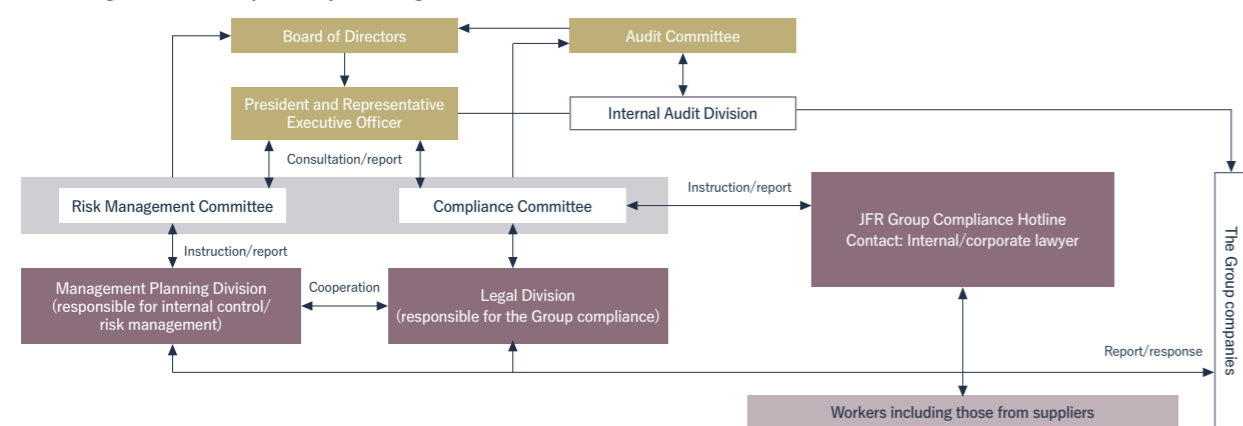 Board of Directors
Audit Committee
President and Representative
Executive Officer
Internal Audit Division
Consultation/report
Risk Management Committee
Compliance Committee
Instruction/report
JFR Group Compliance Hotline
Contact: Internal/corporate lawyer
The Group companies
Instruction/report
Management Planning Division
(responsible for internal control/
risk management)
Cooperation
Legal Division
(responsible for the Group compliance)
Report/response
Workers including those from suppliers